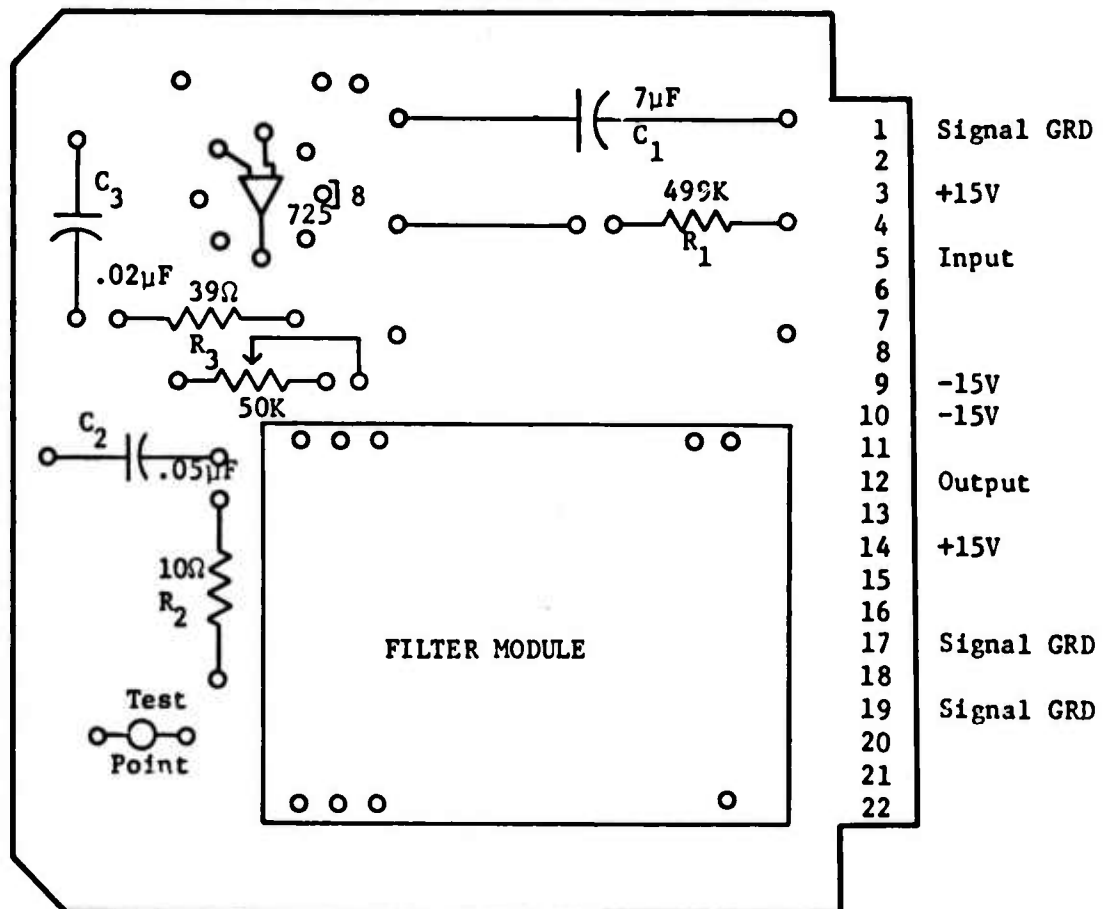 7µF
C1
499K
R1
C3
.02µF
725
8
39Ω
R3
50K
C2
.05µF
10Ω
R2
Test
Point
FILTER MODULE
1 Signal GRD
2
3 +15V
4
5 Input
6
7
8
9 -15V
10 -15V
11
12 Output
13
14 +15V
15
16
17 Signal GRD
18
19 Signal GRD
20
21
22